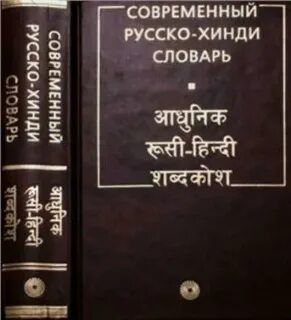 СОВРЕМЕННЫЙ
РУССКО-ХИНДИ
СЛОВАРЬ
आधुनिक
रूसी-हिन्दी
शब्दकोश
СОВРЕМЕННЫЙ
РУССКО-ХИНДИ
СЛОВАРЬ
आधुनिक
रूसी-हिन्दी
शब्दकोश